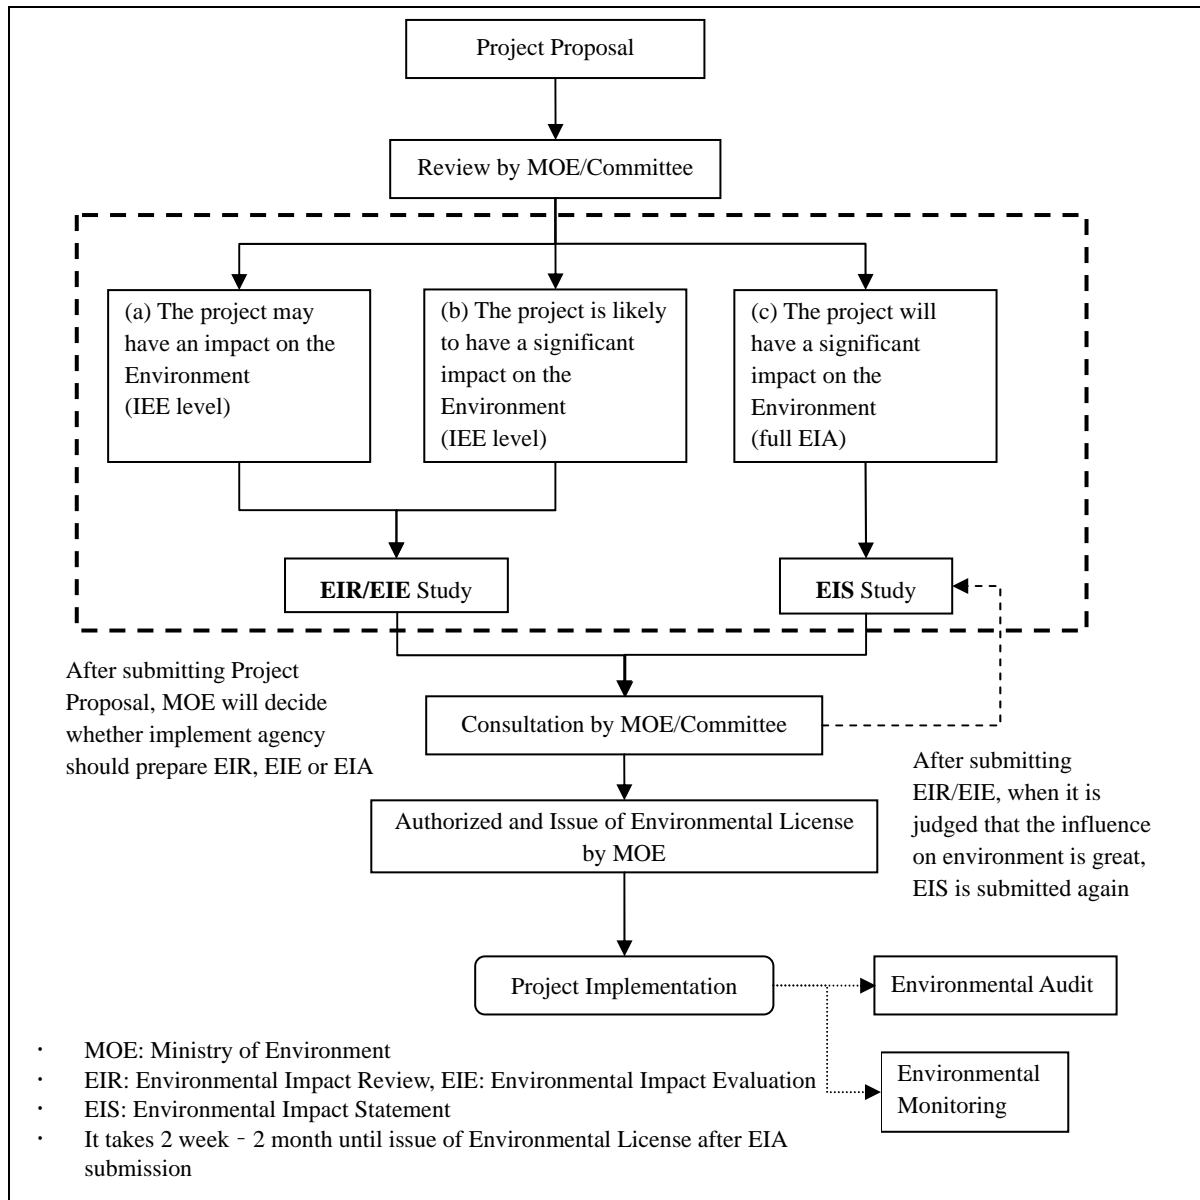 Project Proposal
Review by MOE/Committee
(a) The project may
have an impact on the
Environment
(IEE level)
(b) The project is likely
to have a significant
impact on the
Environment
(IEE level)
(c) The project will
have a significant
impact on the
Environment
(full EIA)
EIR/EIE Study
EIS Study
After submitting Project
Proposal, MOE will decide
whether implement agency
should prepare EIR, EIE or EIA
Consultation by MOE/Committee
After submitting
EIR/EIE, when it is
judged that the influence
on environment is great,
EIS is submitted again
Authorized and Issue of Environmental License
by MOE
Project Implementation
Environmental Audit
Environmental
Monitoring
· MOE: Ministry of Environment
· EIR: Environmental Impact Review, EIE: Environmental Impact Evaluation
· EIS: Environmental Impact Statement
· It takes 2 week - 2 month until issue of Environmental License after EIA
submission